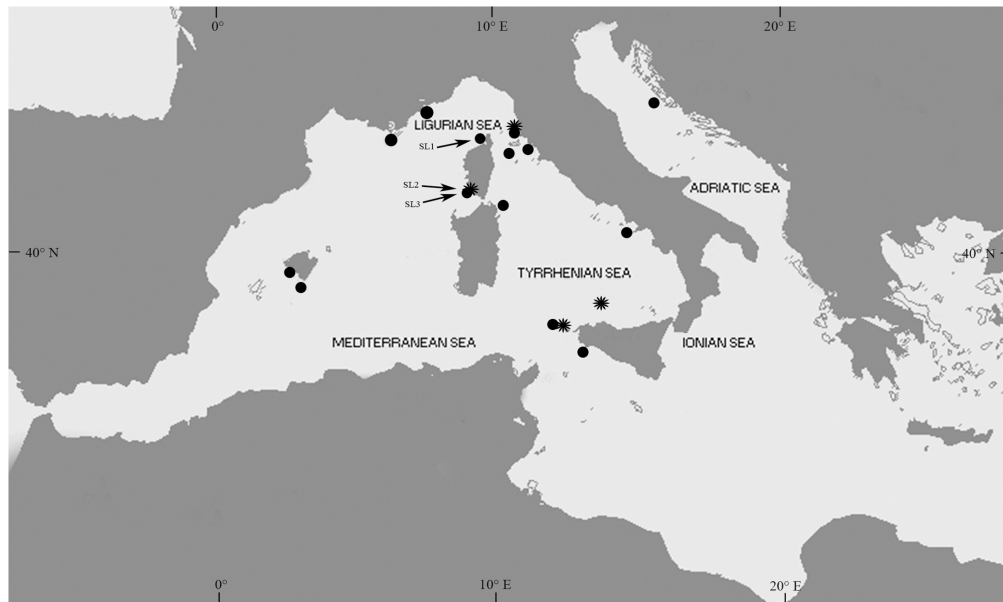 0°
10° E
20° E
LIGURIAN SEA
SL1
SL2
SL3
ADRIATIC SEA
40° N
40° N
TYRRHENIAN SEA
MEDITERRANEAN SEA
IONIAN SEA
0°
10° E
20° E